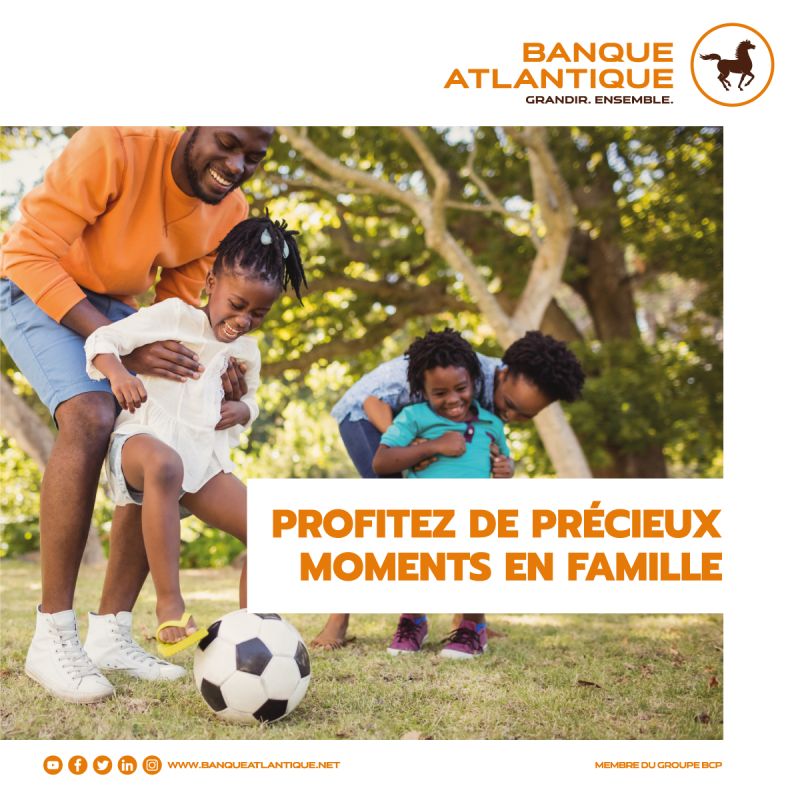 BANQUE
ATLANTIQUE
GRANDIR. ENSEMBLE.
PROFITEZ DE PRÉCIEUX
MOMENTS EN FAMILLE
WWW.BANQUEATLANTIQUE.NET
MEMBRE DU GROUPE BCP